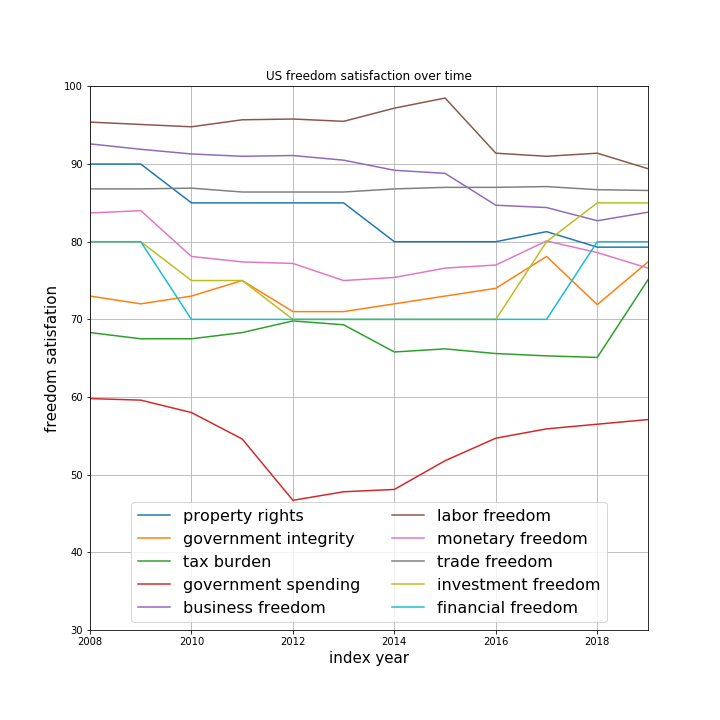 US freedom satisfaction over time
100
90
80
70
60
50
40
30
freedom satisfation
property rights
government integrity
tax burden
government spending
business freedom
labor freedom
monetary freedom
trade freedom
investment freedom
financial freedom
2008 2010 2012 2014 2016 2018
index year